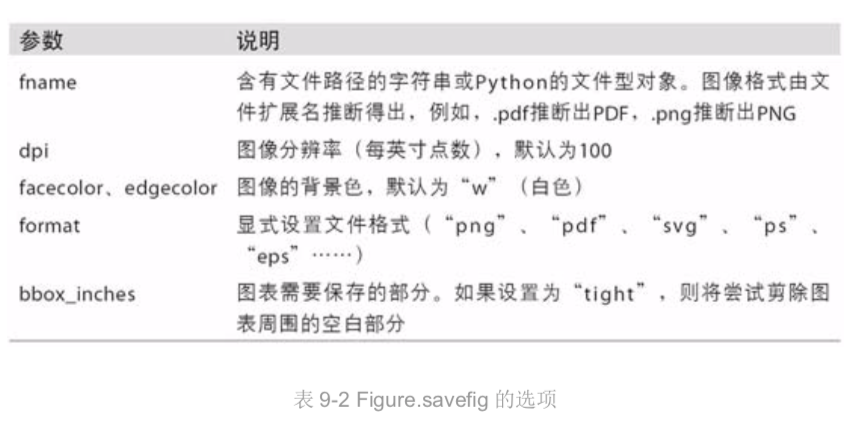 参数 说明
fname 含有文件路径的字符串或Python的文件型对象。图像格式由文
件扩展名推断得出，例如，.pdf推断出PDF，.png推断出PNG
dpi 图像分辨率（每英寸点数），默认为100
facecolor、edgecolor 图像的背景色，默认为“w”（白色）
format 显式设置文件格式（“png”、“pdf”、“svg”、“ps”、
“eps”……）
bbox_inches 图表需要保存的部分。如果设置为“tight”，则将尝试剪除图
表周围的空白部分
表 9-2 Figure.savefig 的选项